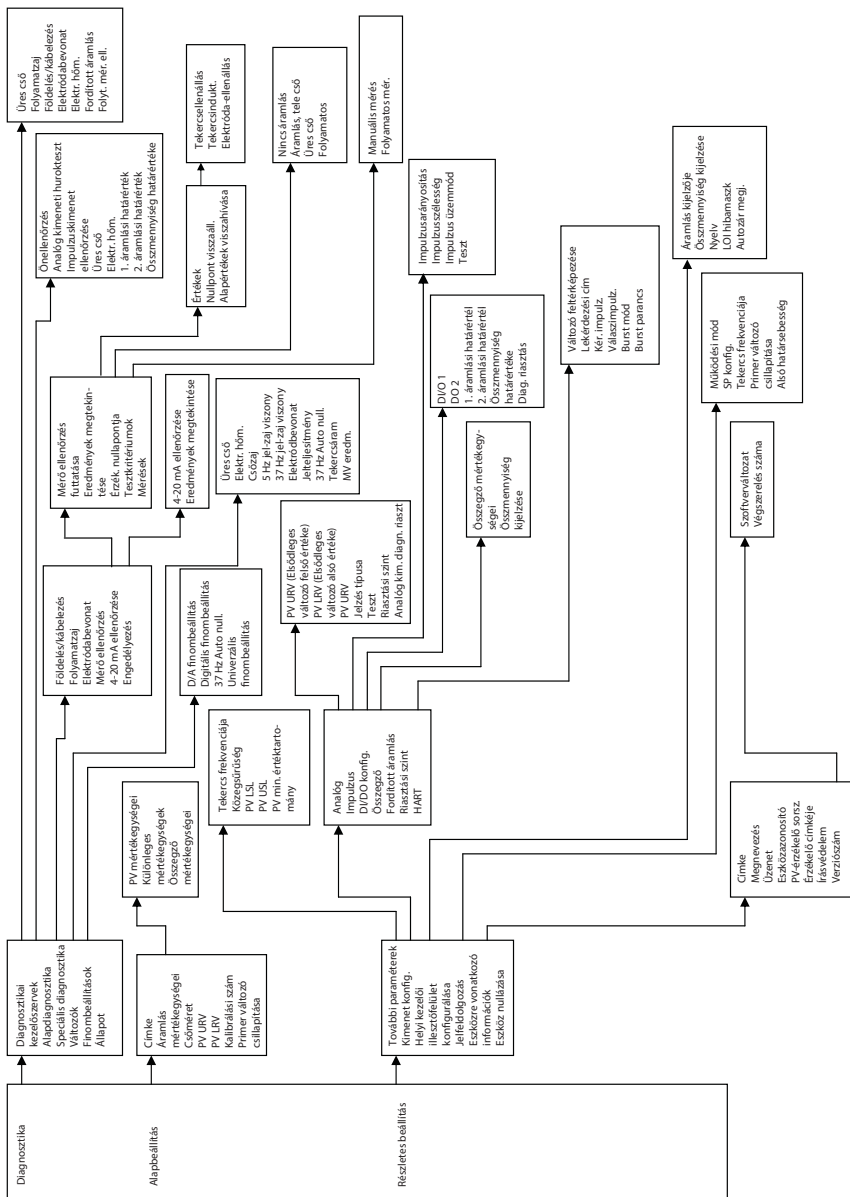 Diagnosztika
Alapbeállítás
Részletes beállítás
Diagnosztikai
kezelőszervek
Alapdiagnosztika
Speciális diagnosztika
Változók
Finombeállítások
Állapot
Címke
Áramlás
mértékegységei
Csőméret
PV URV
PV LRV
Kalibrálási szám
Primer változó
csillapítása
További paraméterek
Kimenet konfig.
Helyi kezelői
illesztőfelület
konfigurálása
Jelfeldolgozás
Eszközre vonatkozó
információk
Eszköz nullázása
PV mértékegységei
Különleges
mértékegységek
Összegző
mértékegységei
Földelés/kábelezés
Folyamatzaj
Elektródabevonat
Mérő ellenőrzés
4-20 mA ellenőrzése
Engedélyezés
D/A finombeállítás
Digitális finombeállítás
37 Hz Auto null.
Univerzális
finombeállítás
Tekercs frekvenciája
Közegsűrűség
PV LSL
PV USL
PV min. értéktarto-
mány
Analóg
Impulzus
DI/DO konfig.
Összegző
Fordított áramlás
Riasztási szint
HART
Címke
Megnevezés
Üzenet
Eszközazonosító
PV-érzékelő sorsz.
Érzékelő címkéje
Írásvédelem
Verziószám
Mérő ellenőrzés
futtatása
Eredmények megtekin-
tése
Érzék. nullapontja
Tesztkritériumok
Mérések
4-20 mA ellenőrzése
Eredmények megtekintése
Üres cső
Elektr. hőm.
Csőzaj
5 Hz jel-zaj viszony
37 Hz jel-zaj viszony
Elektródbevonat
Jelteljesítmény
37 Hz Auto null.
Tekercsáram
MV eredm.
PV URV (Elsődleges
változó felső értéke)
PV LRV (Elsődleges
változó alsó értéke)
PV URV
Jelzés típusa
Teszt
Riasztási szint
Analóg kim. diagn. riaszt
Összegző mértékegy-
ségei
Összmennyiség
kijelzése
Szoftverváltozat
Végszerelés száma
Önellenőrzés
Analóg kimeneti hurokteszt
Impulzuskimenet
ellenőrzése
Üres cső
Elektr. hőm.
1. áramlási határérték
2. áramlási határérték
Összmennyiség határértéke
Értékek
Nullpont visszaáll.
Alapértékek visszahívása
DI/O 1
DO 2
1. áramlási határértél
2. áramlási határértél
Összmennyiség
határértéke
Diag. riasztás
Változó feltérképezése
Lekérdezési cím
Kér. impulz.
Válaszimpulz.
Burst mód
Burst parancs
Működési mód
SP konfig.
Tekercs frekvenciája
Primer változó
csillapítása
Alsó határsebesség
Üres cső
Folyamatzaj
Földelés/kábelezés
Elektródabevonat
Elektr. hőm.
Fordított áramlás
Folyt. mér. ell.
Tekercsellenállás
Tekercsindukt.
Elektróda-ellenállás
Nincs áramlás
Áramlás, tele cső
Üres cső
Folyamatos
Manuális mérés
Folyamatos mér.
Impulzusarányosítás
Impulzusszélesség
Impulzus üzemmód
Teszt
Áramlás kijelzője
Összmennyiség kijelzése
Nyelv
LOI hibamaszk
Autozár megj.